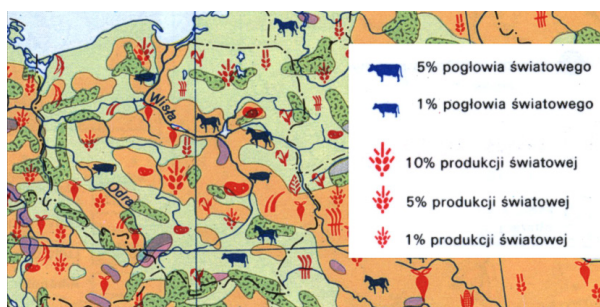 Wisła
Odra
5% pogłowia światowego
1% pogłowia światowego
10% produkcji światowej
5% produkcji światowej
1% produkcji światowej